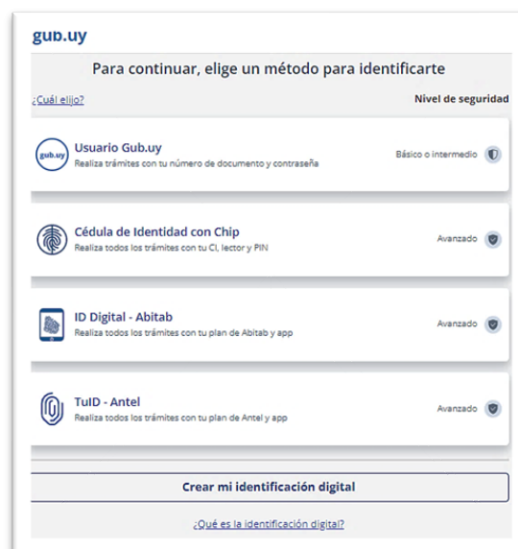 gub.uy
Para continuar, elige un método para identificarte
¿Cuál elijo? Nivel de seguridad
gub.uy
Usuario Gub.uy
Realiza trámites con tu número de documento y contraseña
Básico o intermedio
Cédula de Identidad con Chip
Realiza todos los trámites con tu CI, lector y PIN
Avanzado
ID Digital - Abitab
Realiza todos los trámites con tu plan de Abitab y app
Avanzado
TuID - Antel
Realiza todos los trámites con tu plan de Antel y app
Avanzado
Crear mi identificación digital
¿Qué es la identificación digital?